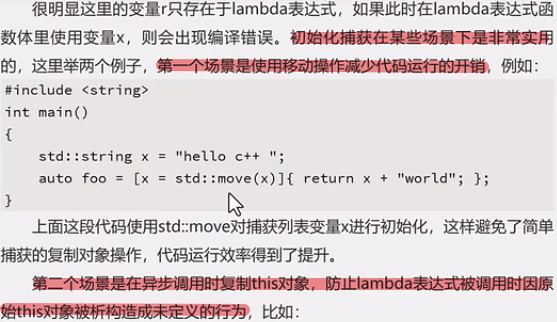 很明显这里的变量r只存在于lambda表达式，如果此时在lambda表达式函
数体里使用变量x，则会出现编译错误。初始化捕获在某些场景下是非常实用
的，这里举两个例子，第一个场景是使用移动操作减少代码运行的开销，例如：
#include <string>
int main()
{
    std::string x = "hello c++ ";
    auto foo = [x = std::move(x)]{ return x + "world"; };
}
上面这段代码使用std::move对捕获列表变量x进行初始化，这样避免了简单
捕获的复制对象操作，代码运行效率得到了提升。
第二个场景是在异步调用时复制this对象，防止lambda表达式被调用时因原
始this对象被析构造成未定义的行为，比如：